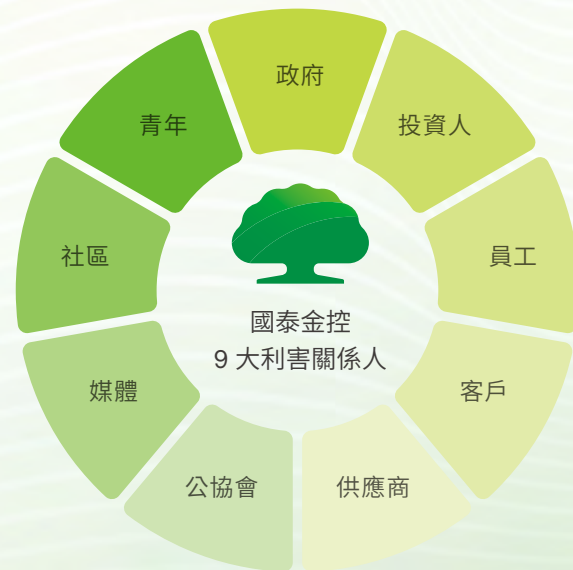 政府
投資人
員工
客戶
供應商
公協會
媒體
社區
青年
國泰金控
9 大利害關係人